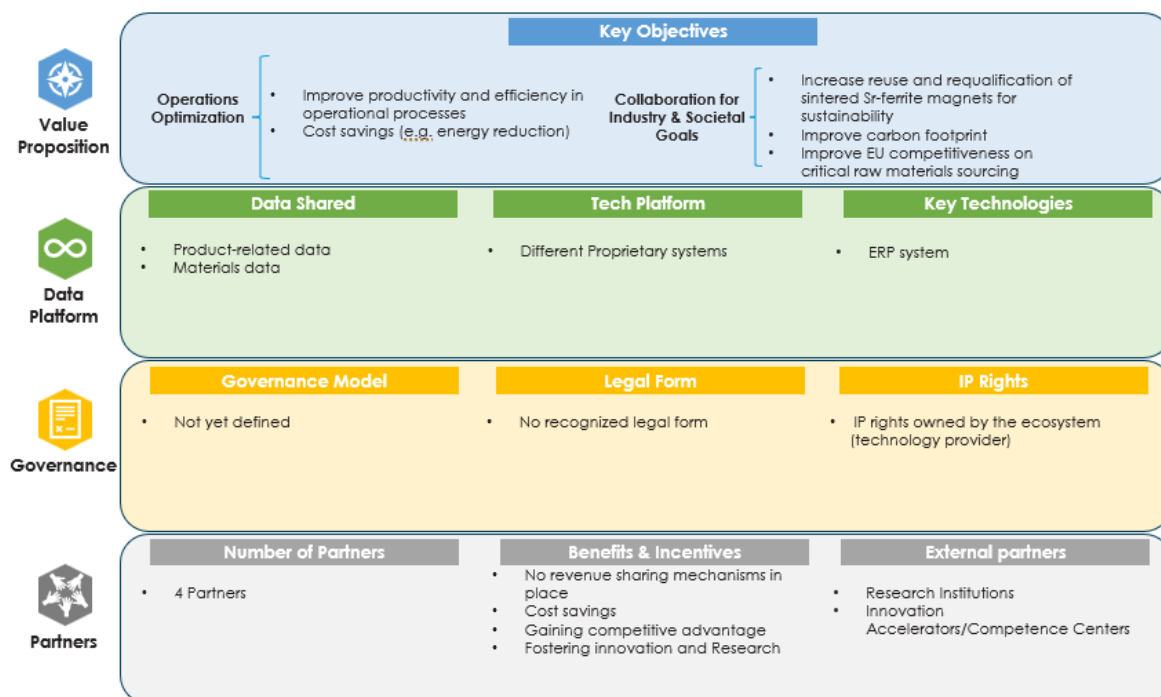 Key Objectives
Value
Proposition
Operations
Optimization
• Improve productivity and efficiency in
operational processes
• Cost savings (e.g. energy reduction)
Collaboration for
Industry & Societal
Goals
• Increase reuse and requalification of
sintered Sr-ferrite magnets for
sustainability
• Improve carbon footprint
• Improve EU competitiveness on
critical raw materials sourcing
Data
Platform
Data Shared
• Product-related data
• Materials data
Tech Platform
• Different Proprietary systems
Key Technologies
• ERP system
Governance
Governance Model
• Not yet defined
Legal Form
• No recognized legal form
IP Rights
• IP rights owned by the ecosystem
(technology provider)
Partners
Number of Partners
• 4 Partners
Benefits & Incentives
• No revenue sharing mechanisms in
place
• Cost savings
• Gaining competitive advantage
• Fostering innovation and Research
External partners
• Research Institutions
• Innovation
Accelerators/Competence Centers